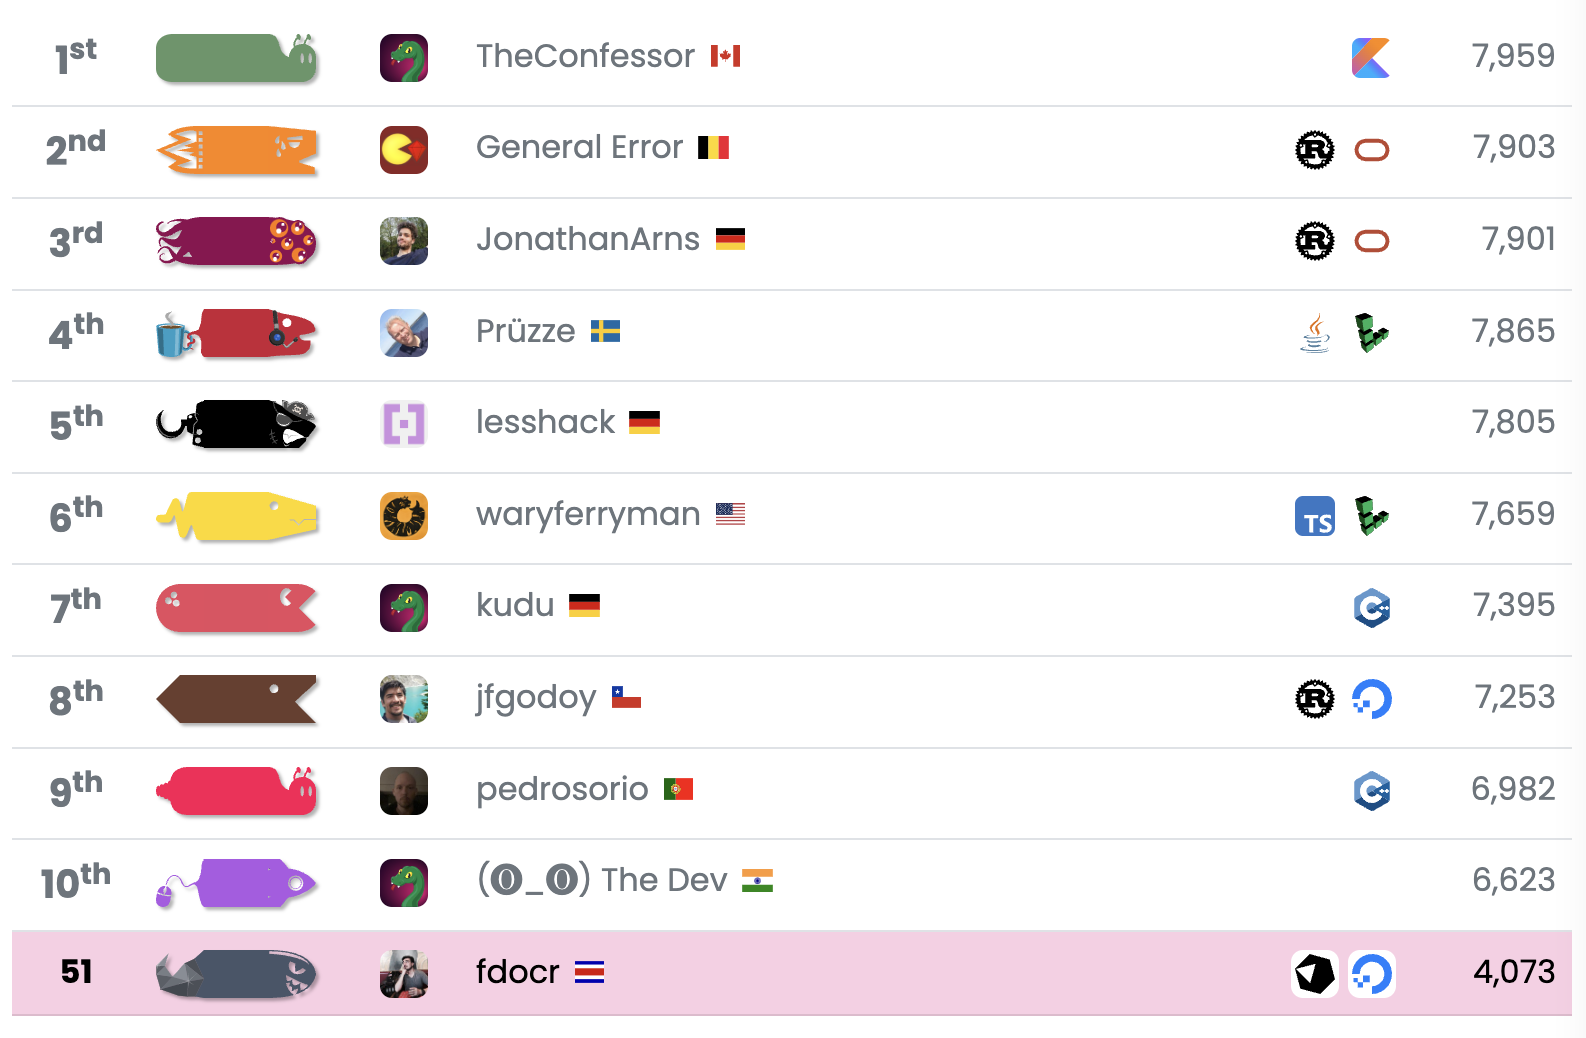 1st TheConfessor 7,959
2nd General Error 7,903
3rd JonathanArns 7,901
4th Prüzze 7,865
5th lesshack 7,805
6th waryferryman TS 7,659
7th kudu 7,395
8th jfgodoy 7,253
9th pedrosorio 6,982
10th (⓿_⓿) The Dev 6,623
51 fdocr 4,073